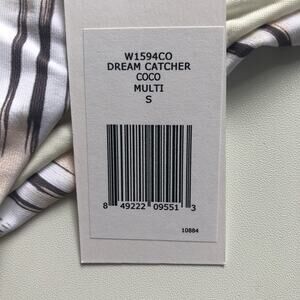 W1594CO
DREAM CATCHER
COCO
MULTI
S
8 49222 09551 3
10884